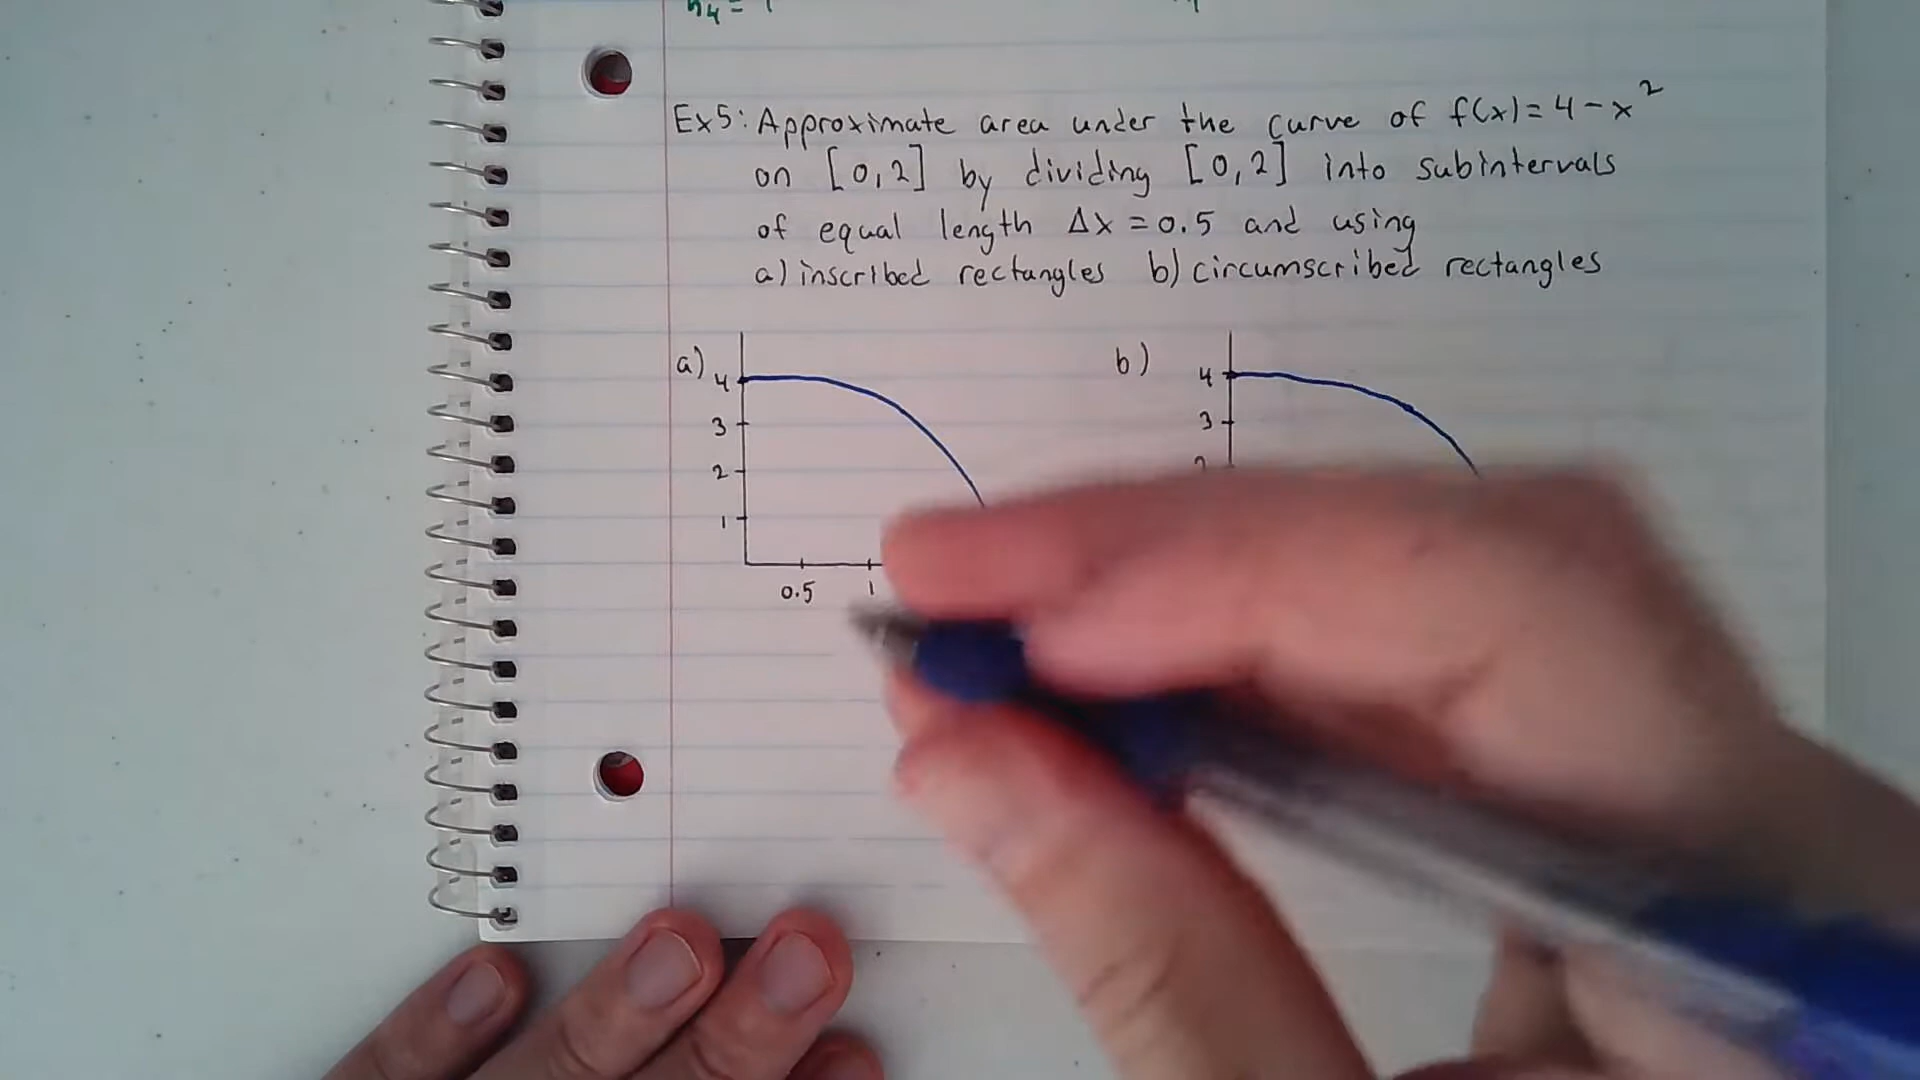 Ex5: Approximate area under the curve of f(x)=4-x²
on [0,2] by dividing [0,2] into subintervals
of equal length Δx=0.5 and using
a) inscribed rectangles b) circumscribed rectangles
a)
4
3
2
1
0.5 1
b)
4
3